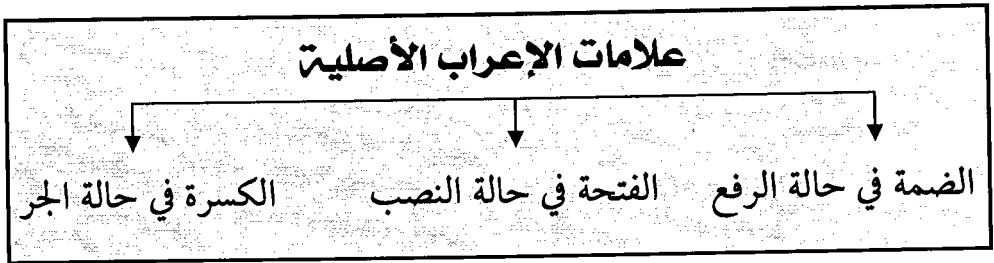 علامات الإعراب الأصلية
الضمة في حالة الرفع الفتحة في حالة النصب الكسرة في حالة الجر